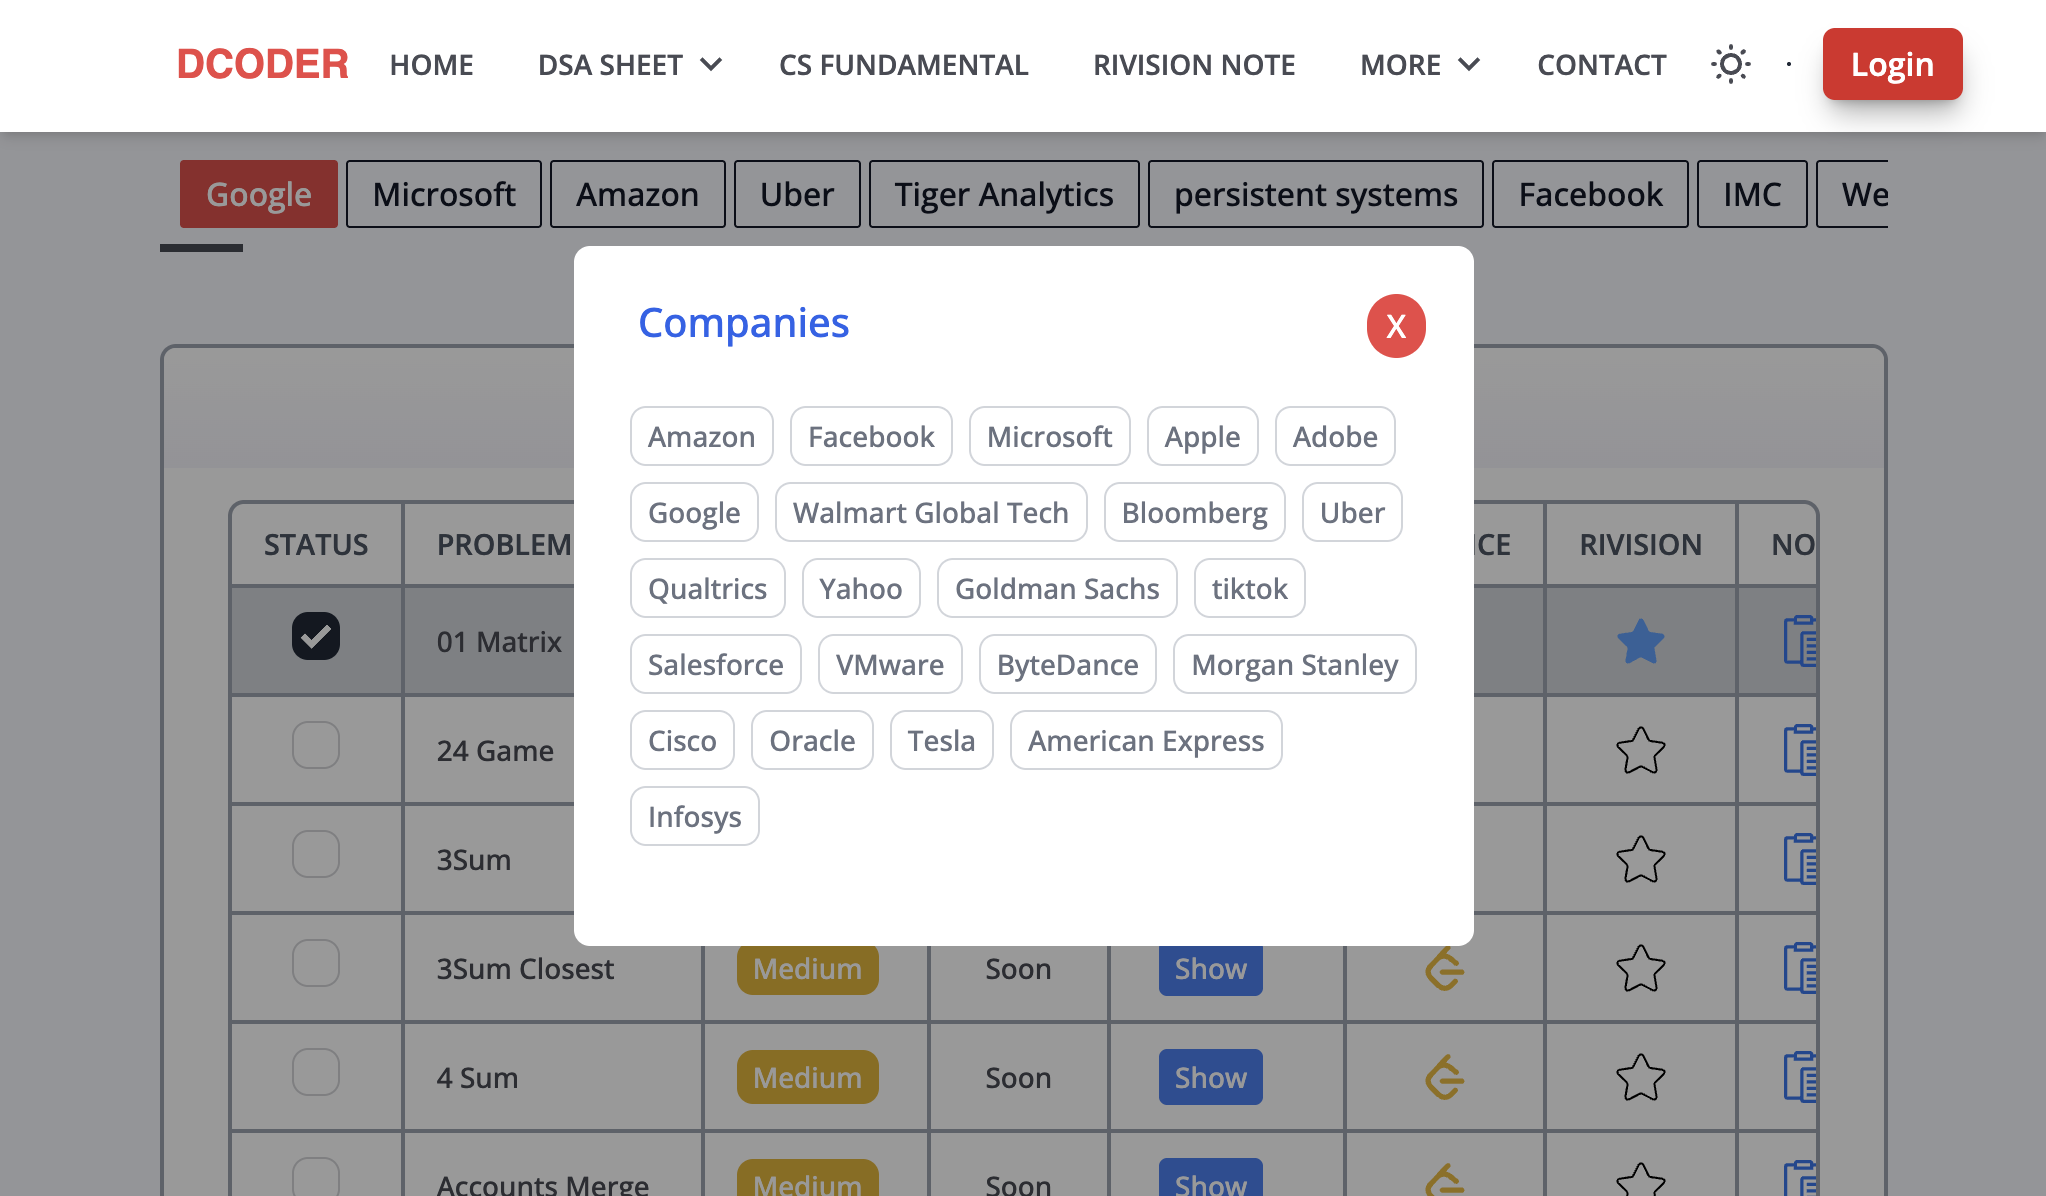 DCODER HOME DSA SHEET CS FUNDAMENTAL RIVISION NOTE MORE CONTACT Login
Google Microsoft Amazon Uber Tiger Analytics persistent systems Facebook IMC We
Companies X
Amazon Facebook Microsoft Apple Adobe
Google Walmart Global Tech Bloomberg Uber
Qualtrics Yahoo Goldman Sachs tiktok
Salesforce VMware ByteDance Morgan Stanley
Cisco Oracle Tesla American Express
Infosys
STATUS PROBLEM CE RIVISION NO
01 Matrix
24 Game
3Sum
3Sum Closest Medium Soon Show
4 Sum Medium Soon Show
Accounts Merge Medium Soon Show